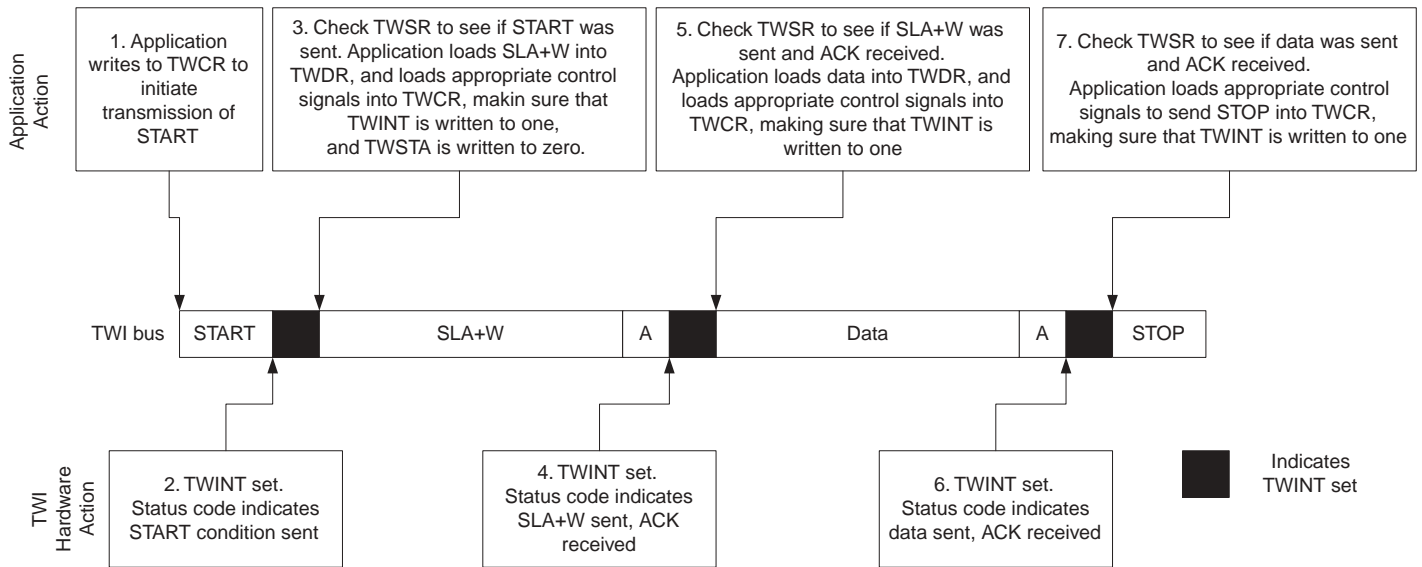 Application
Action
1. Application
writes to TWCR to
initiate
transmission of
START
3. Check TWSR to see if START was
sent. Application loads SLA+W into
TWDR, and loads appropriate control
signals into TWCR, makin sure that
TWINT is written to one,
and TWSTA is written to zero.
5. Check TWSR to see if SLA+W was
sent and ACK received.
Application loads data into TWDR, and
loads appropriate control signals into
TWCR, making sure that TWINT is
written to one
7. Check TWSR to see if data was sent
and ACK received.
Application loads appropriate control
signals to send STOP into TWCR,
making sure that TWINT is written to one
TWI bus
START
SLA+W
A
Data
A
STOP
TWI
Hardware
Action
2. TWINT set.
Status code indicates
START condition sent
4. TWINT set.
Status code indicates
SLA+W sent, ACK
received
6. TWINT set.
Status code indicates
data sent, ACK received
Indicates
TWINT set